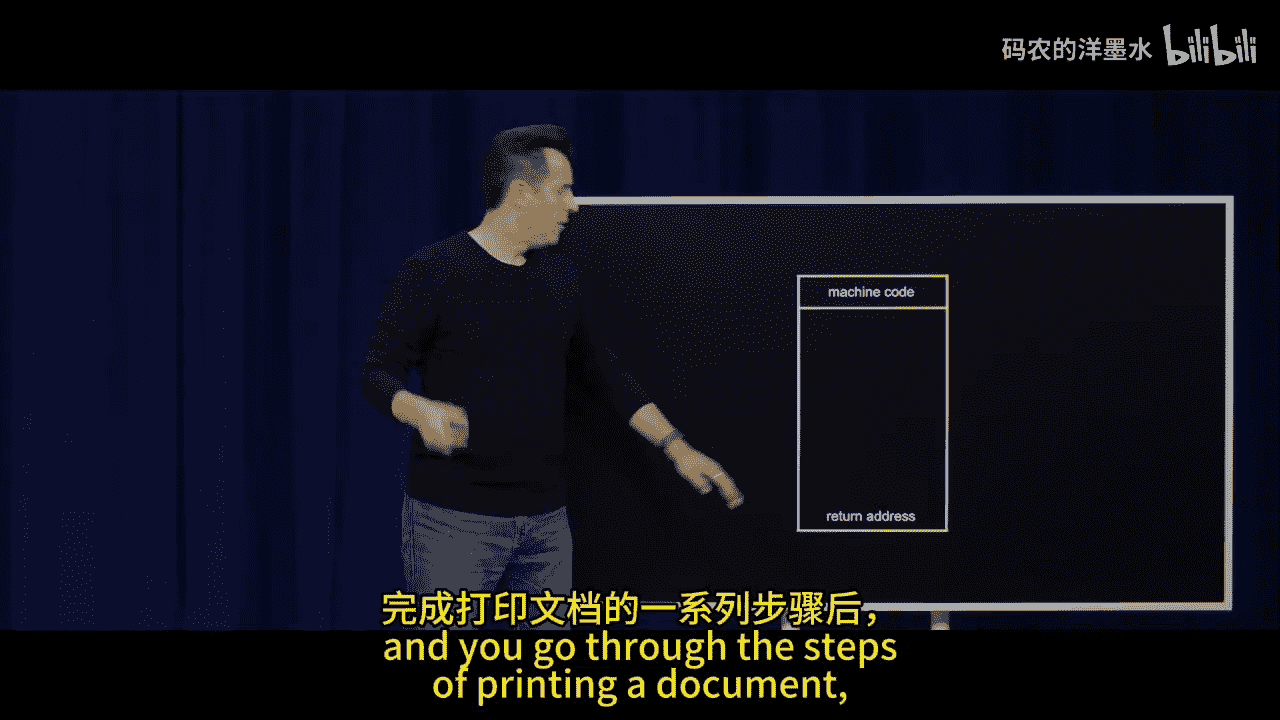 码农的洋墨水 bilibili
machine code
return address
完成打印文档的一系列步骤后，
and you go through the steps
of printing a document,